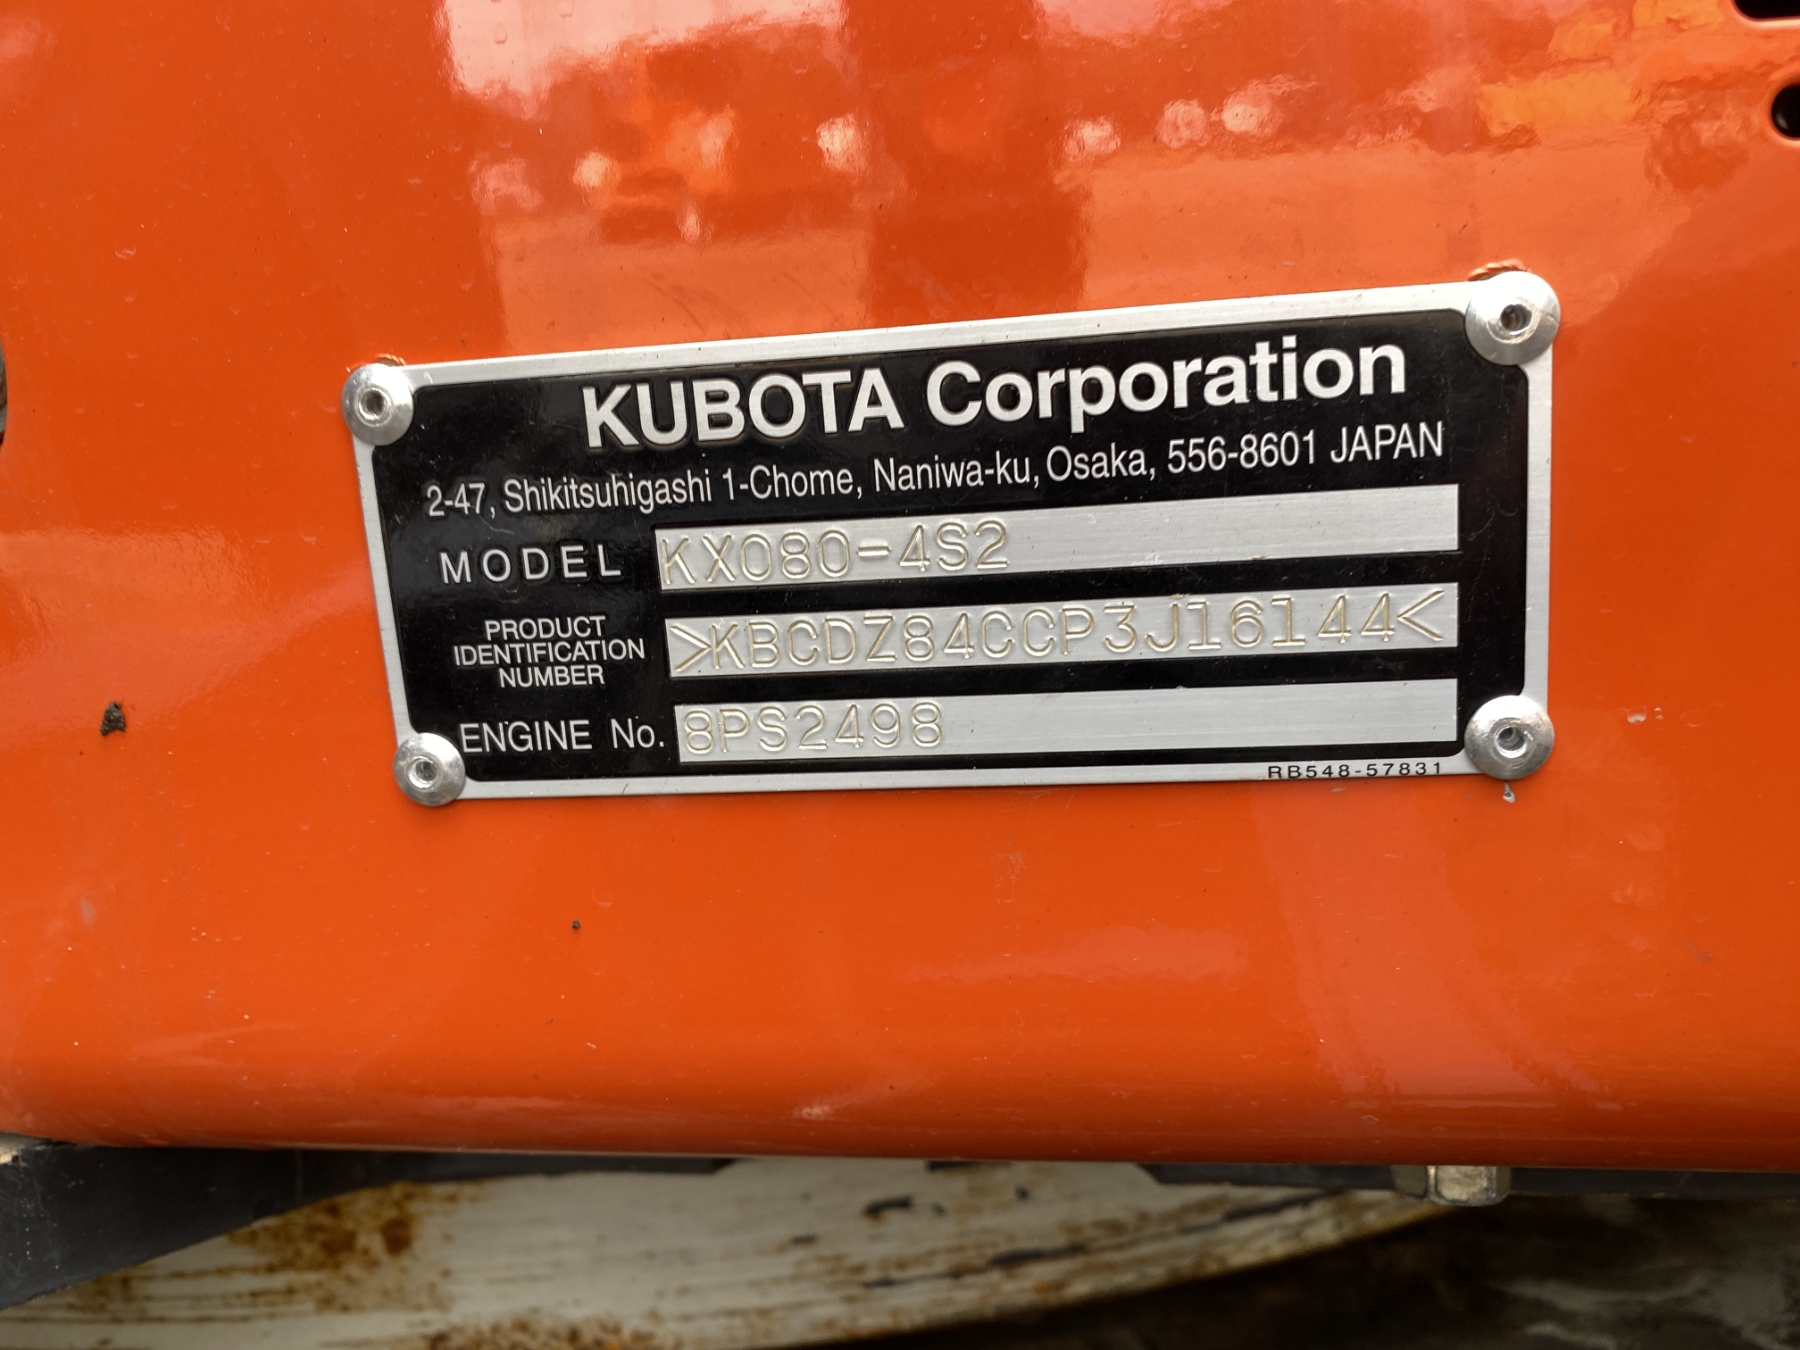 KUBOTA Corporation
2-47, Shikitsuhigashi 1-Chome, Naniwa-ku, Osaka, 556-8601 JAPAN
MODEL KX080-4S2
PRODUCT
IDENTIFICATION
NUMBER
>KBCDZ84CCP3J16144<
ENGINE No. 8PS2498
RB548-57831